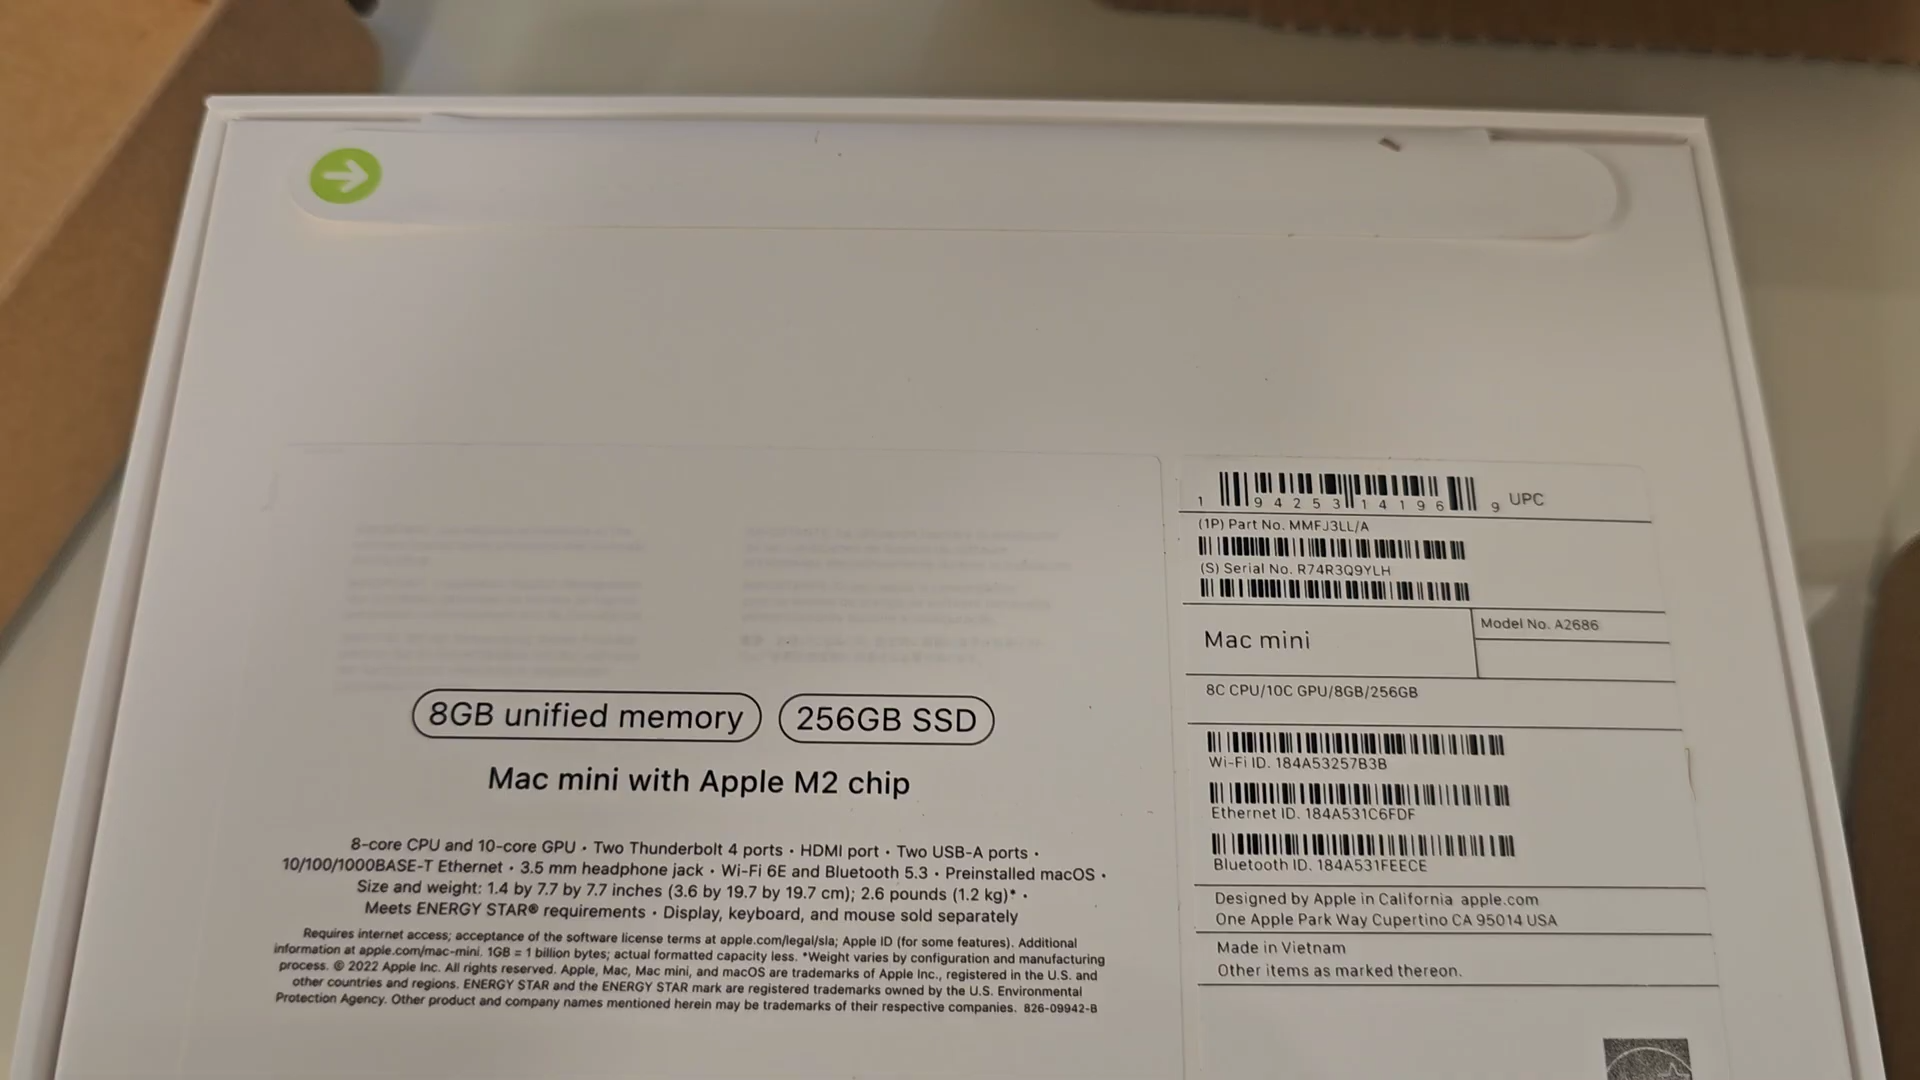 8GB unified memory
256GB SSD
Mac mini with Apple M2 chip
8-core CPU and 10-core GPU • Two Thunderbolt 4 ports • HDMI port • Two USB-A ports •
10/100/1000BASE-T Ethernet • 3.5 mm headphone jack • Wi-Fi 6E and Bluetooth 5.3 • Preinstalled macOS •
Size and weight: 1.4 by 7.7 by 7.7 inches (3.6 by 19.7 by 19.7 cm); 2.6 pounds (1.2 kg)* •
Meets ENERGY STAR® requirements • Display, keyboard, and mouse sold separately
Requires internet access; acceptance of the software license terms at apple.com/legal/sla; Apple ID (for some features). Additional
information at apple.com/mac-mini. 1GB = 1 billion bytes; actual formatted capacity less. *Weight varies by configuration and manufacturing
process. © 2022 Apple Inc. All rights reserved. Apple, Mac, Mac mini, and macOS are trademarks of Apple Inc., registered in the U.S. and
other countries and regions. ENERGY STAR and the ENERGY STAR mark are registered trademarks owned by the U.S. Environmental
Protection Agency. Other product and company names mentioned herein may be trademarks of their respective companies. 826-09942-B
1 94253 14196 9 UPC
(1P) Part No. MMFJ3LL/A
(S) Serial No. R74R3Q9YLH
Mac mini
Model No. A2686
8C CPU/10C GPU/8GB/256GB
Wi-Fi ID. 184A53257B3B
Ethernet ID. 184A531C6FDF
Bluetooth ID. 184A531FEECE
Designed by Apple in California apple.com
One Apple Park Way Cupertino CA 95014 USA
Made in Vietnam
Other items as marked thereon.